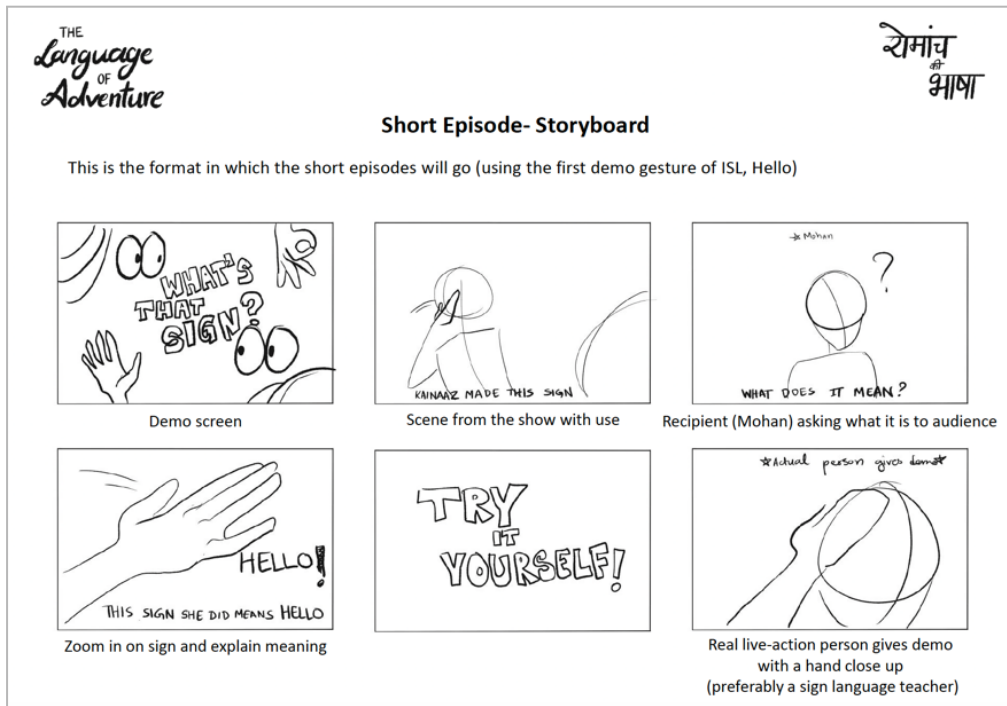 THE
Language
OF
Adventure
रोमांच
की
भाषा
Short Episode- Storyboard
This is the format in which the short episodes will go (using the first demo gesture of ISL, Hello)
WHAT'S
THAT
SIGN?
Demo screen
KAINAAZ MADE THIS SIGN
Scene from the show with use
★ Mohan
?
WHAT DOES IT MEAN?
Recipient (Mohan) asking what it is to audience
HELLO!
THIS SIGN SHE DID MEANS HELLO
Zoom in on sign and explain meaning
TRY
IT
YOURSELF!
★Actual person gives demo★
Real live-action person gives demo
with a hand close up
(preferably a sign language teacher)